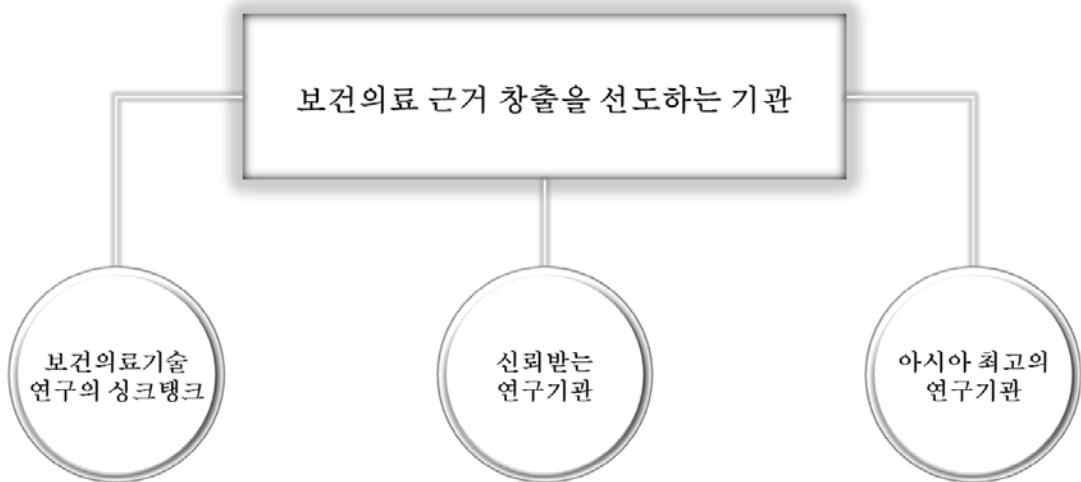 보건의료 근거 창출을 선도하는 기관
보건의료기술
연구의 싱크탱크
신뢰받는
연구기관
아시아 최고의
연구기관